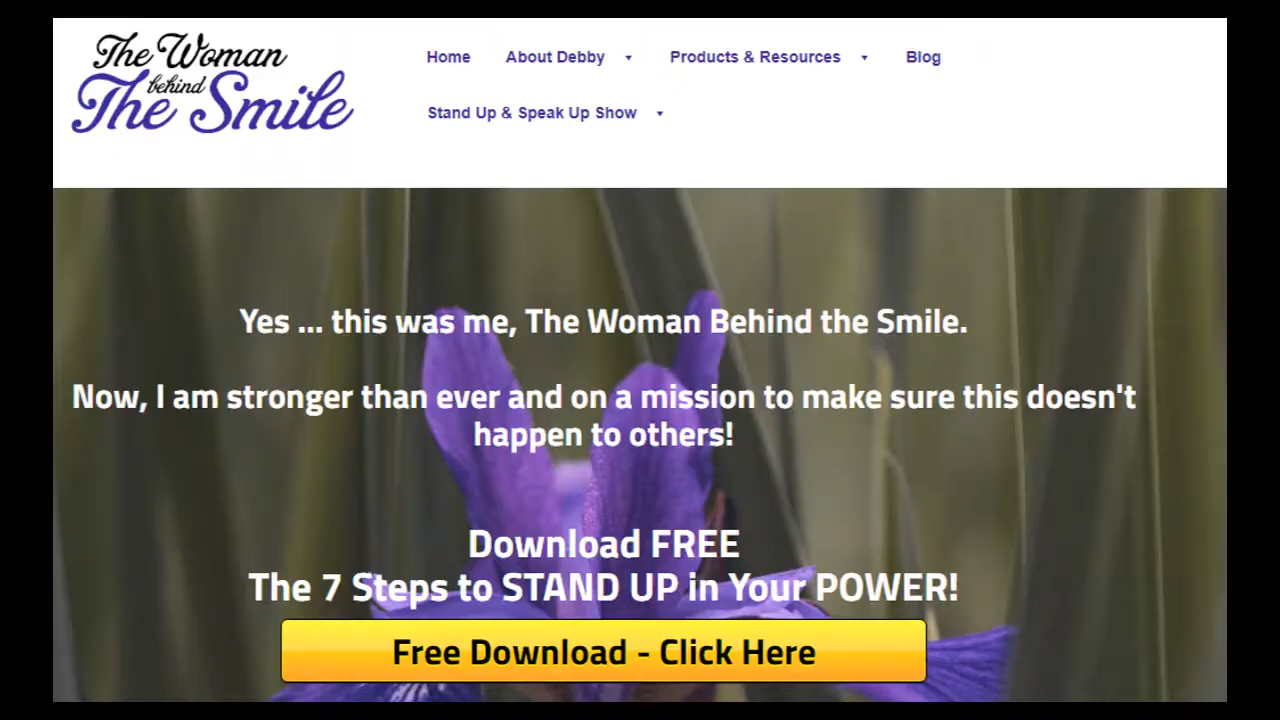 The Woman
behind
The Smile
Home About Debby Products & Resources Blog
Stand Up & Speak Up Show
Yes ... this was me, The Woman Behind the Smile.
Now, I am stronger than ever and on a mission to make sure this doesn't
happen to others!
Download FREE
The 7 Steps to STAND UP in Your POWER!
Free Download - Click Here